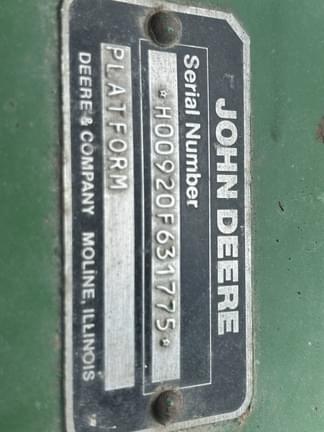 JOHN DEERE
Serial Number
*H00920F631775*
PLATFORM
DEERE & COMPANY MOLINE, ILLINOIS